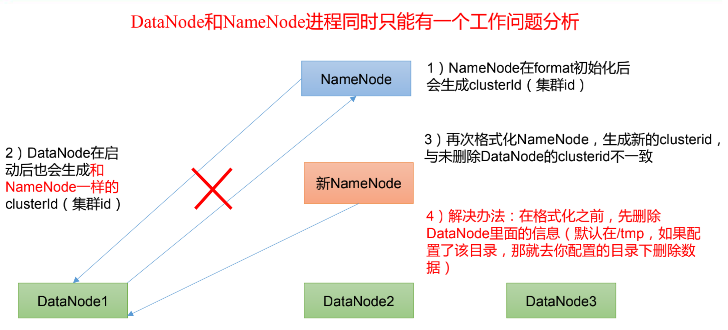 DataNode和NameNode进程同时只能有一个工作问题分析
NameNode
1）NameNode在format初始化后
会生成clusterId（集群id）
2）DataNode在启
动后也会生成和
NameNode一样的
clusterId（集群id）
3）再次格式化NameNode，生成新的clusterid，
与未删除DataNode的clusterid不一致
新NameNode
4）解决办法：在格式化之前，先删除
DataNode里面的信息（默认在/tmp，如果配
置了该目录，那就去你配置的目录下删除数
据）
DataNode1
DataNode2
DataNode3